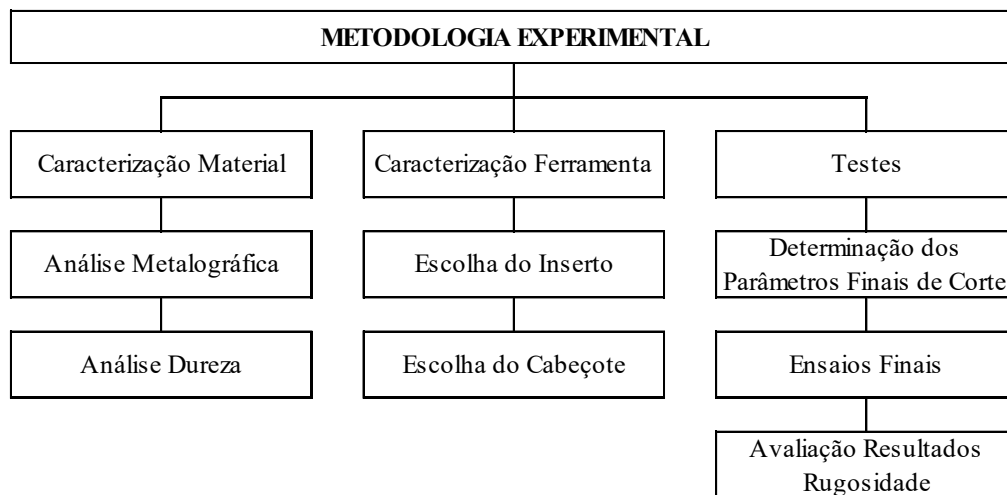 METODOLOGIA EXPERIMENTAL
Caracterização Material
Caracterização Ferramenta
Testes
Análise Metalográfica
Escolha do Inserto
Determinação dos
Parâmetros Finais de Corte
Análise Dureza
Escolha do Cabeçote
Ensaios Finais
Avaliação Resultados
Rugosidade